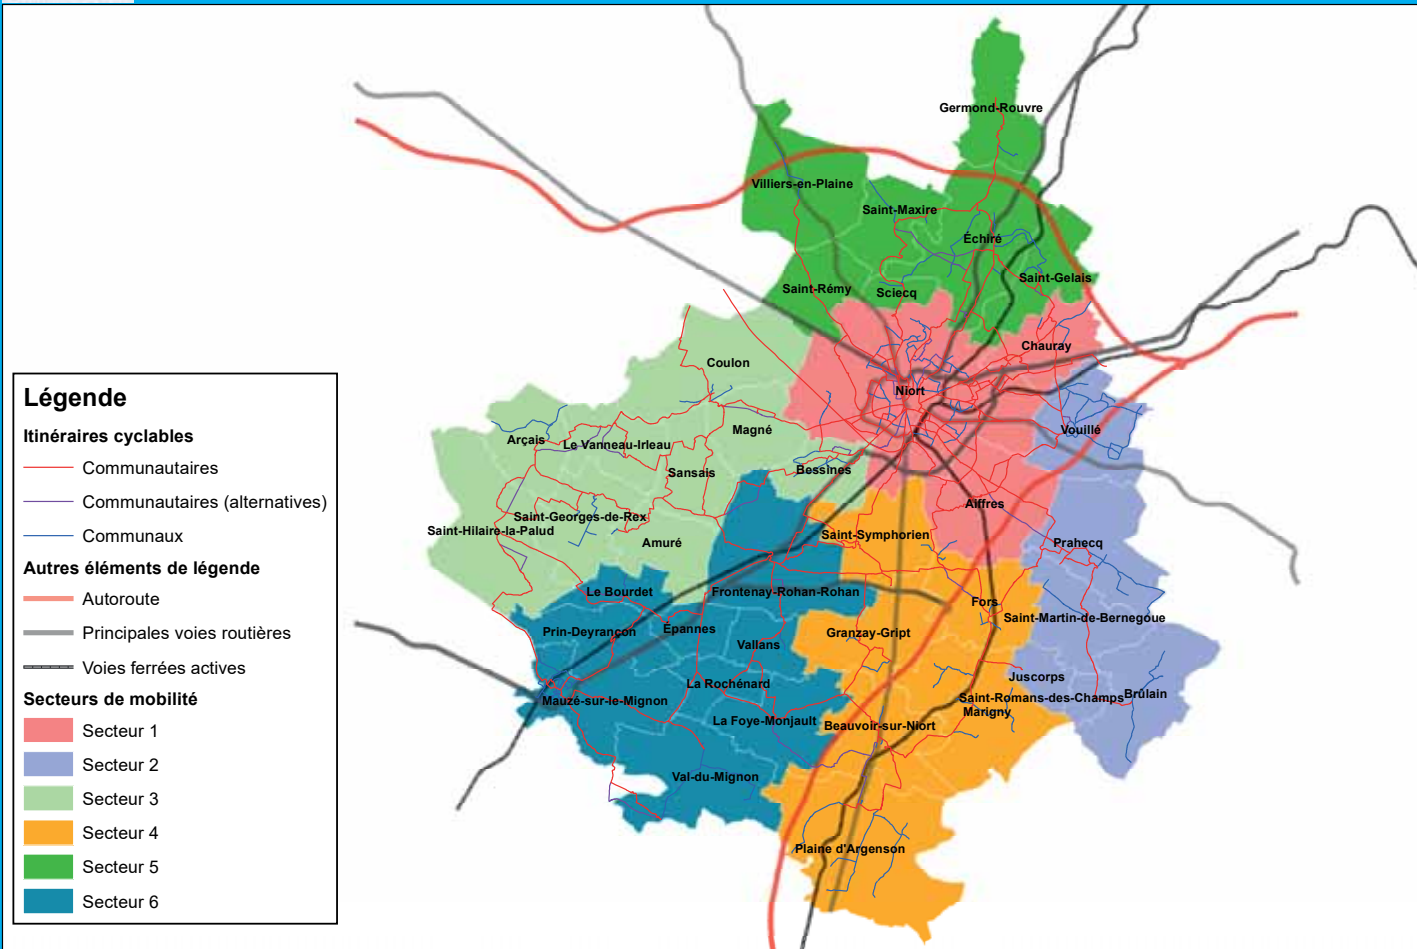 Germond-Rouvre
Villiers-en-Plaine
Saint-Maxire
Échiré
Saint-Gelais
Saint-Rémy
Sciecq
Chauray
Coulon
Niort
Magné
Vouillé
Arçais
Le Vanneau-Irleau
Sansais
Bessines
Aiffres
Saint-Georges-de-Rex
Saint-Hilaire-la-Palud
Saint-Symphorien
Amuré
Prahecq
Le Bourdet
Frontenay-Rohan-Rohan
Fors
Saint-Martin-de-Bernegoue
Prin-Deyrançon
Épannes
Granzay-Gript
Vallans
Juscorps
La Rochénard
Saint-Romans-des-Champs
Brûlain
Mauzé-sur-le-Mignon
Marigny
La Foye-Monjault
Beauvoir-sur-Niort
Val-du-Mignon
Plaine d'Argenson
Légende
Itinéraires cyclables
Communautaires
Communautaires (alternatives)
Communaux
Autres éléments de légende
Autoroute
Principales voies routières
Voies ferrées actives
Secteurs de mobilité
Secteur 1
Secteur 2
Secteur 3
Secteur 4
Secteur 5
Secteur 6